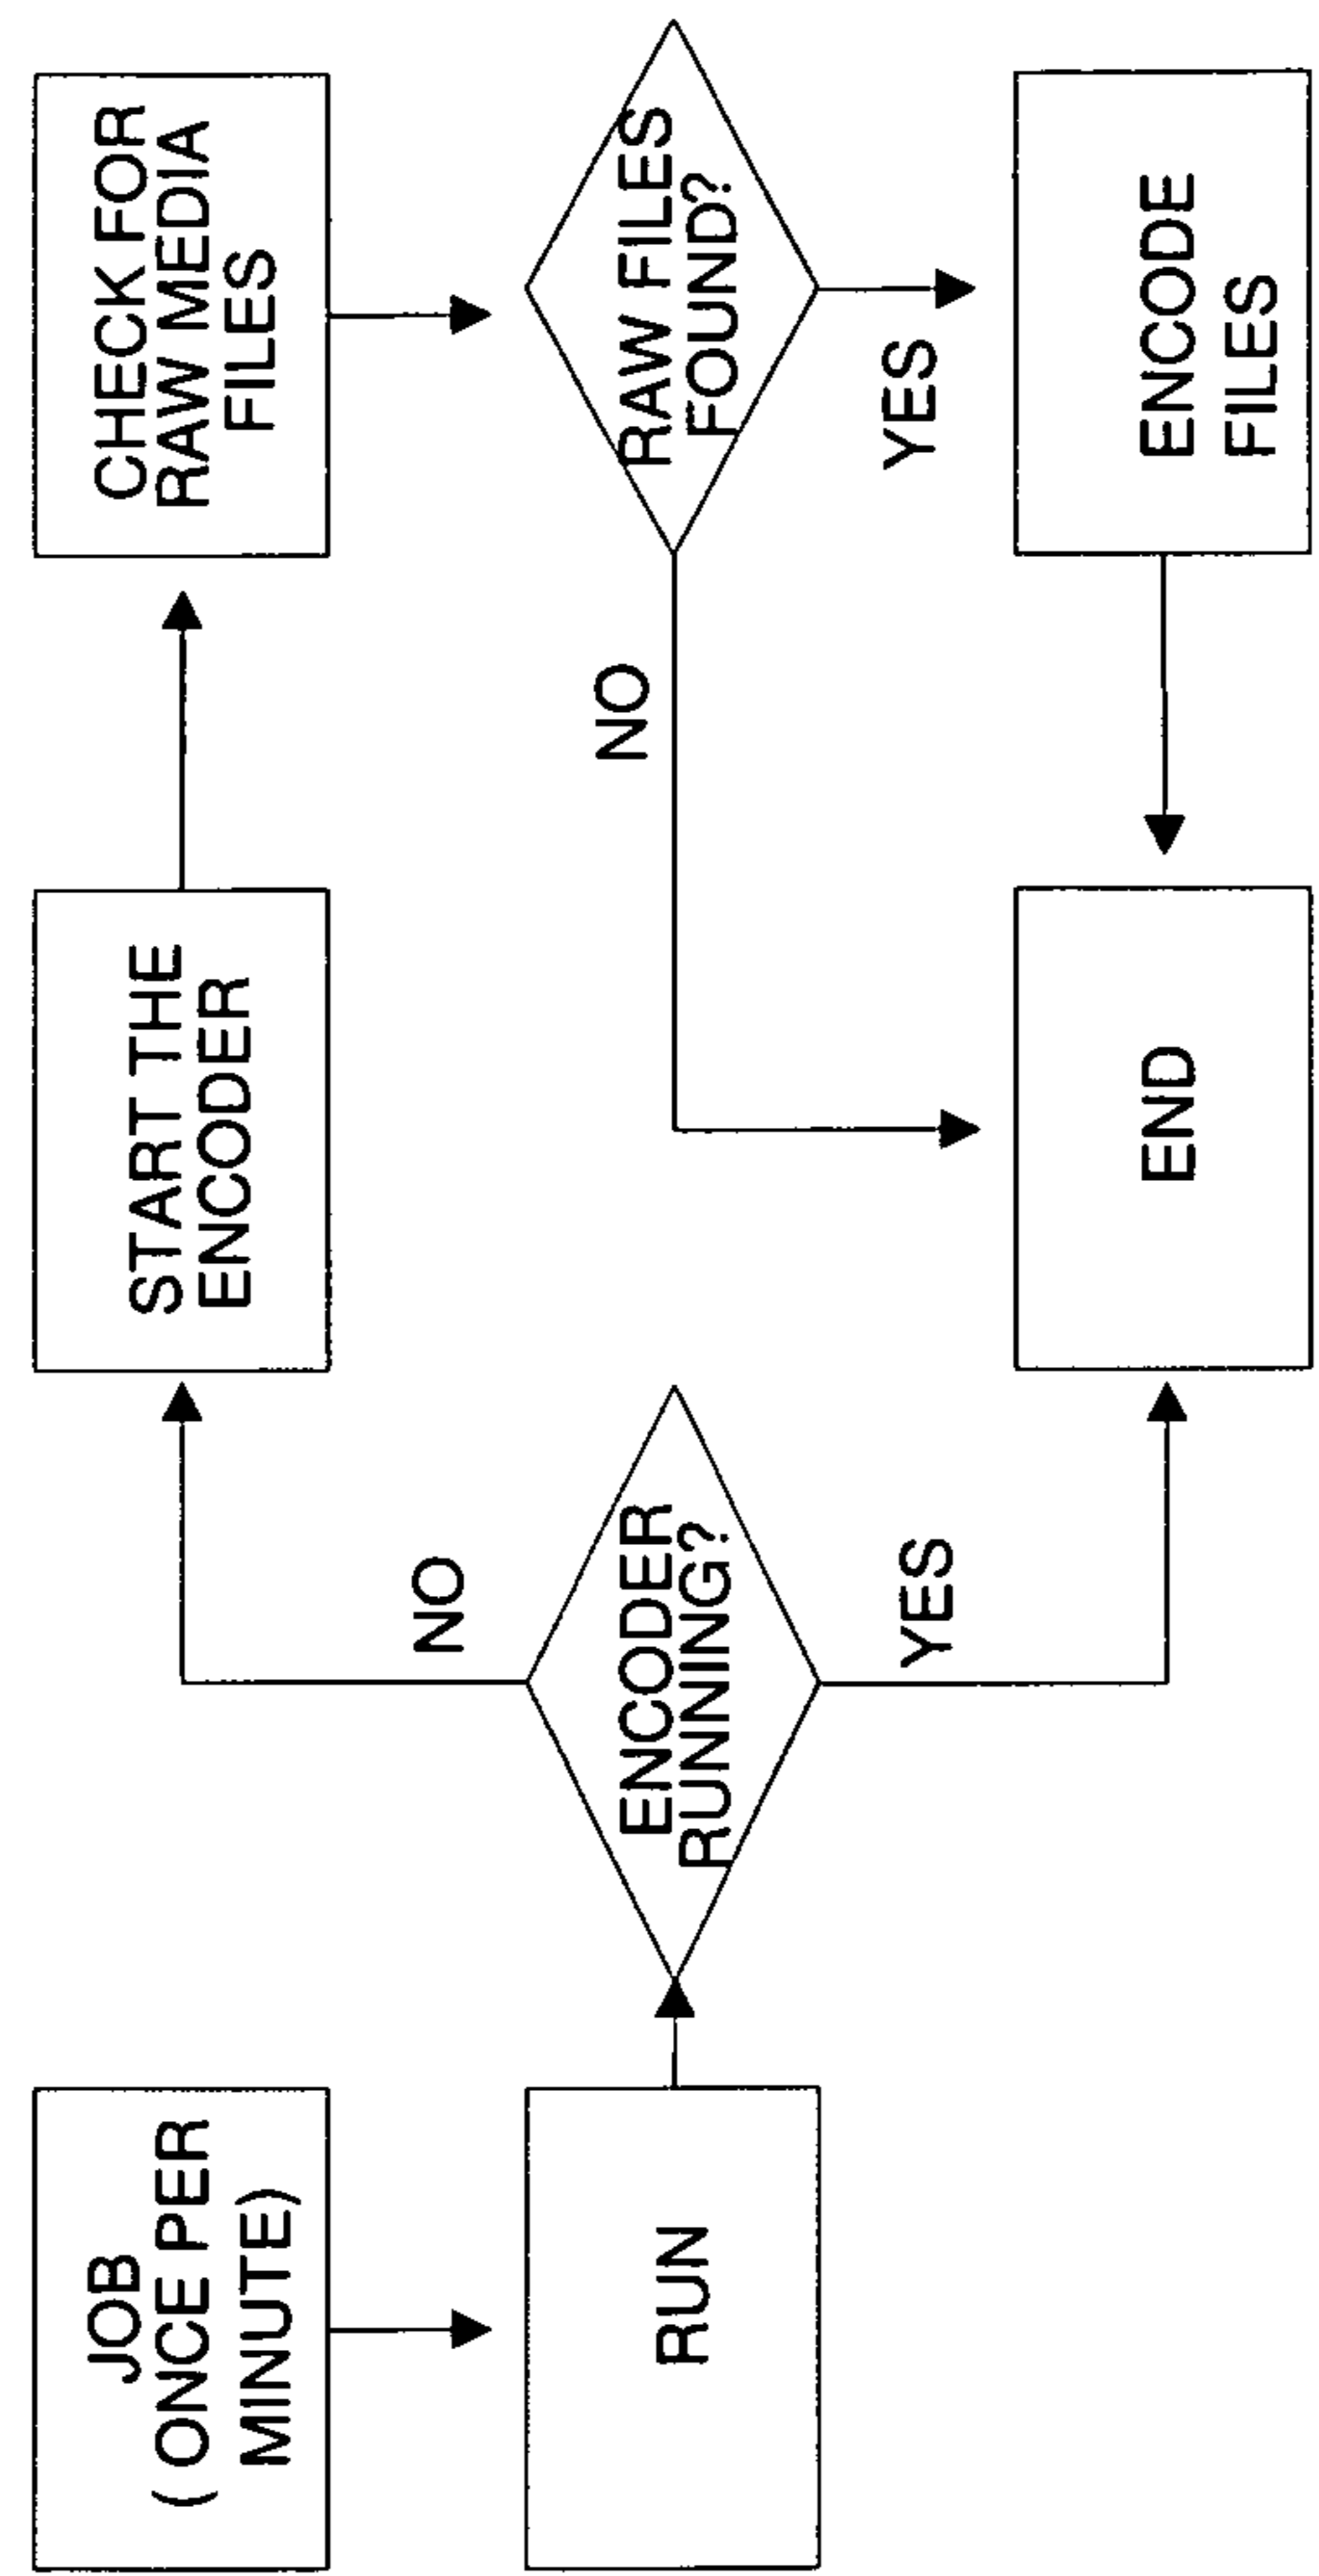 JOB
( ONCE PER
MINUTE)
RUN
ENCODER
RUNNING?
NO
YES
START THE
ENCODER
CHECK FOR
RAW MEDIA
FILES
RAW FILES
FOUND?
NO
YES
ENCODE
FILES
END